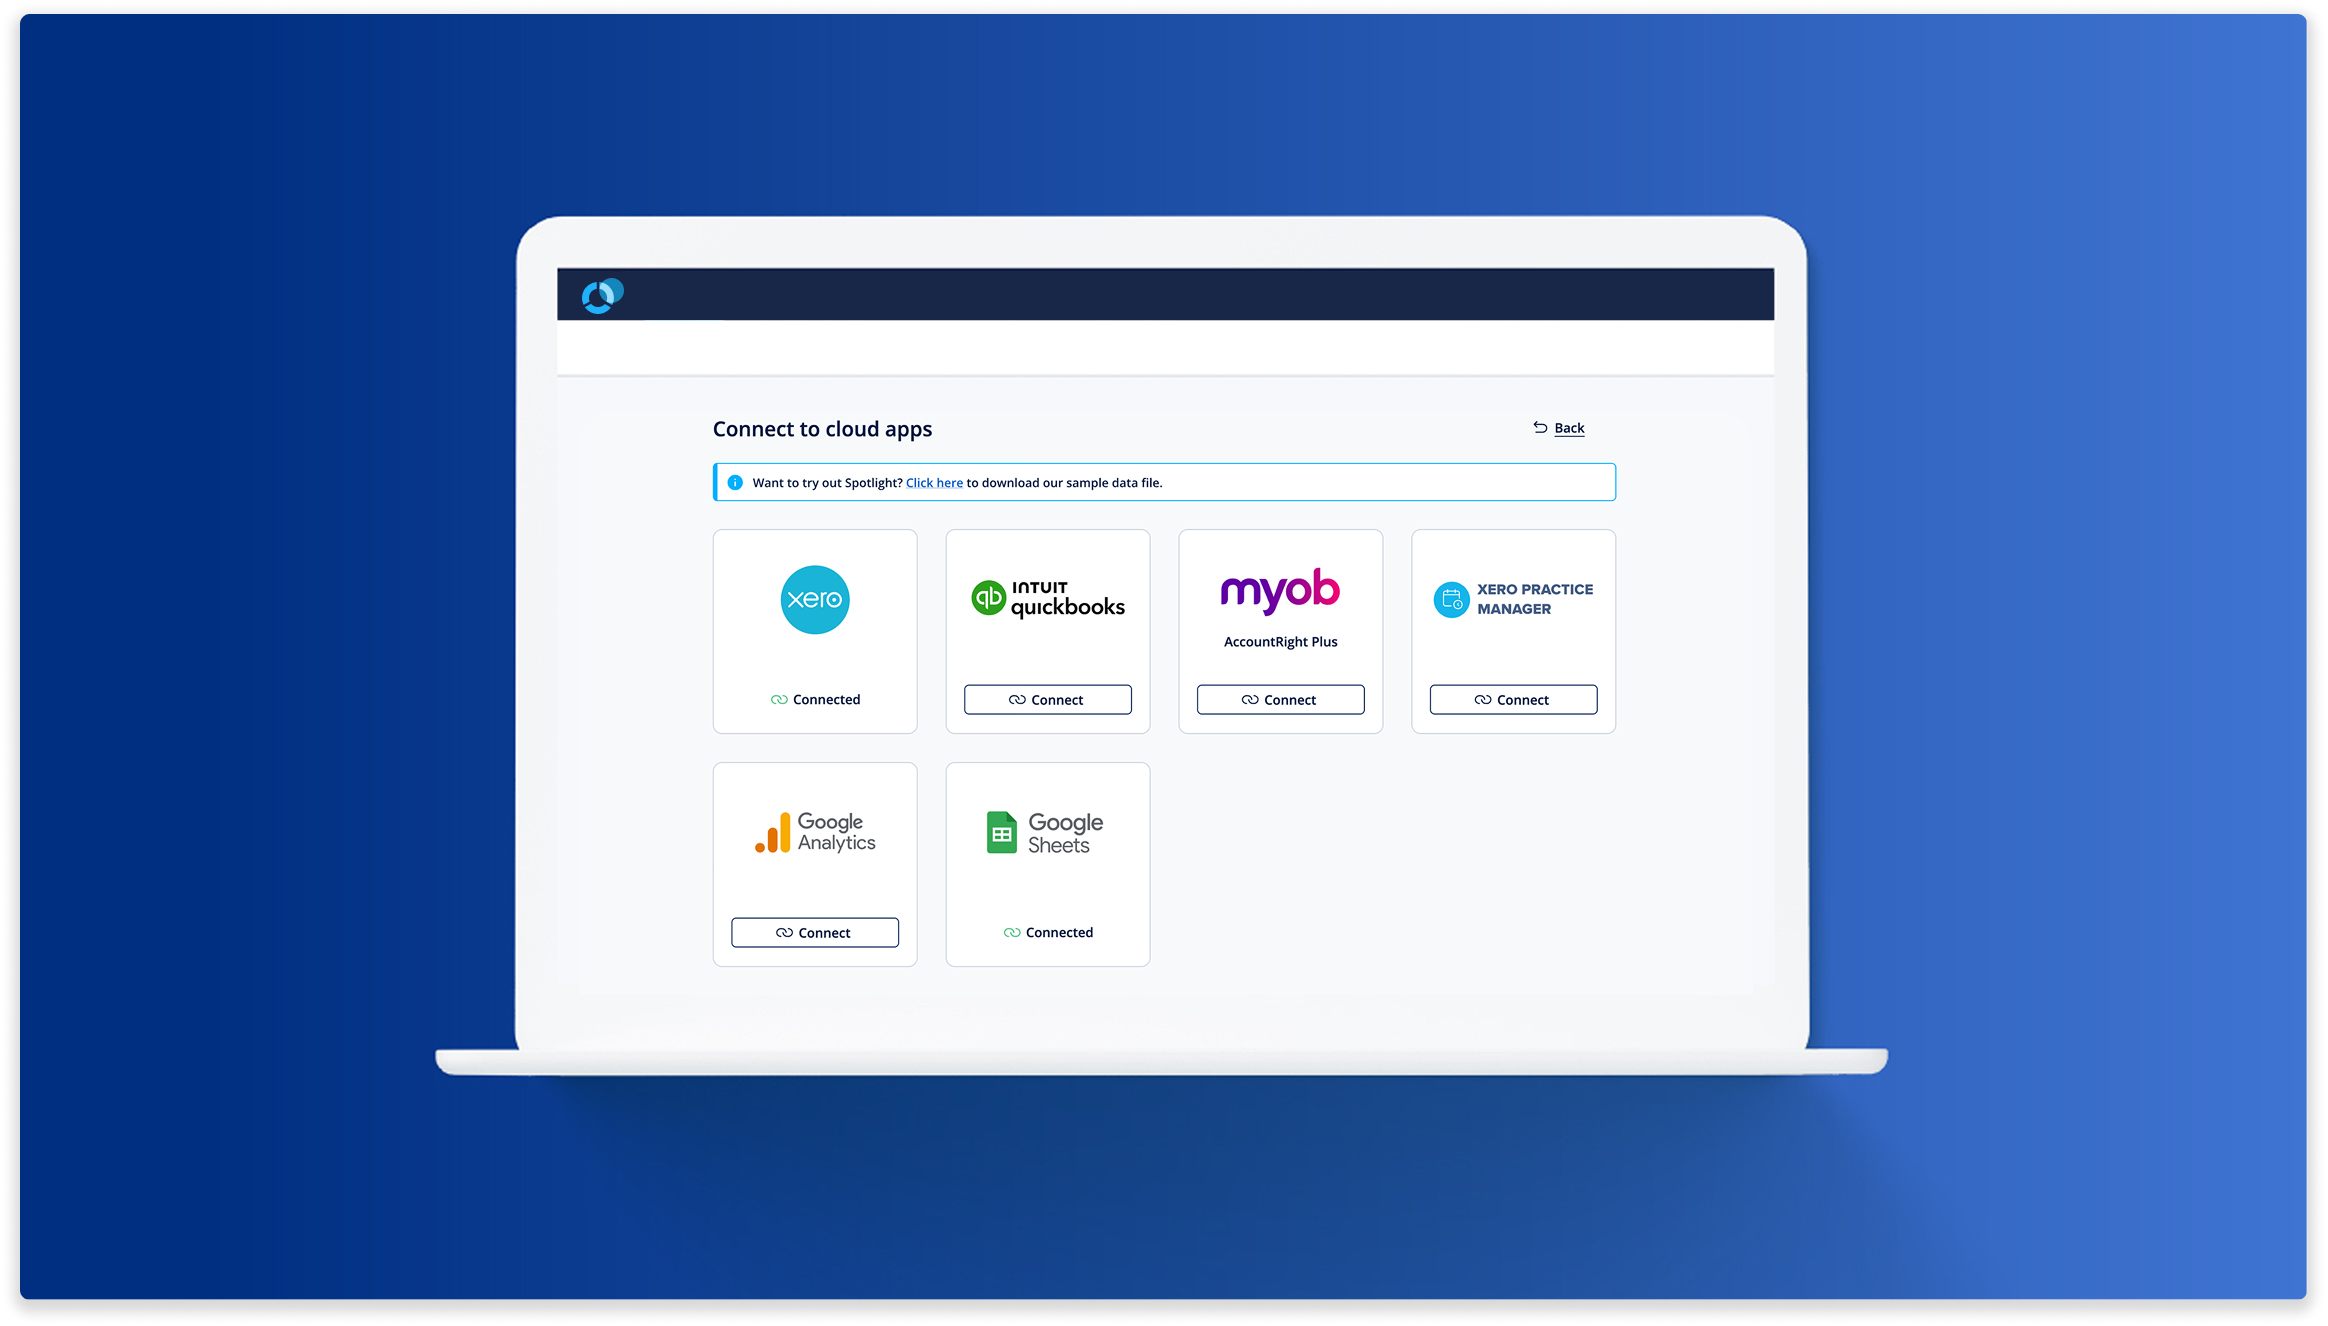 Connect to cloud apps
Back
Want to try out Spotlight? Click here to download our sample data file.
xero
Connected
qb
INTUIT
quickbooks
Connect
myob
AccountRight Plus
Connect
XERO PRACTICE
MANAGER
Connect
Google
Analytics
Connect
Google
Sheets
Connected